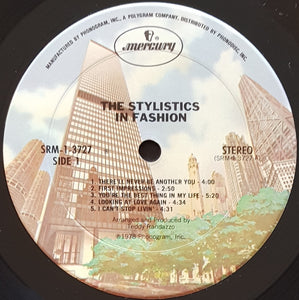 MANUFACTURED BY PHONOGRAM, INC., A POLYGRAM COMPANY. DISTRIBUTED BY PHONODISC, INC.
mercury
THE STYLISTICS
IN FASHION
SRM-1-3727
SIDE 1
STEREO
(SRM-1-3727 A)
1. THERE'LL NEVER BE ANOTHER YOU - 4:00
2. FIRST IMPRESSIONS - 2:50
3. YOU'RE THE BEST THING IN MY LIFE - 5:20
4. LOOKING AT LOVE AGAIN - 4:34
5. I CAN'T STOP LIVIN' - 4:31
Arranged and Produced by
Teddy Randazzo
℗1978 Phonogram, Inc.